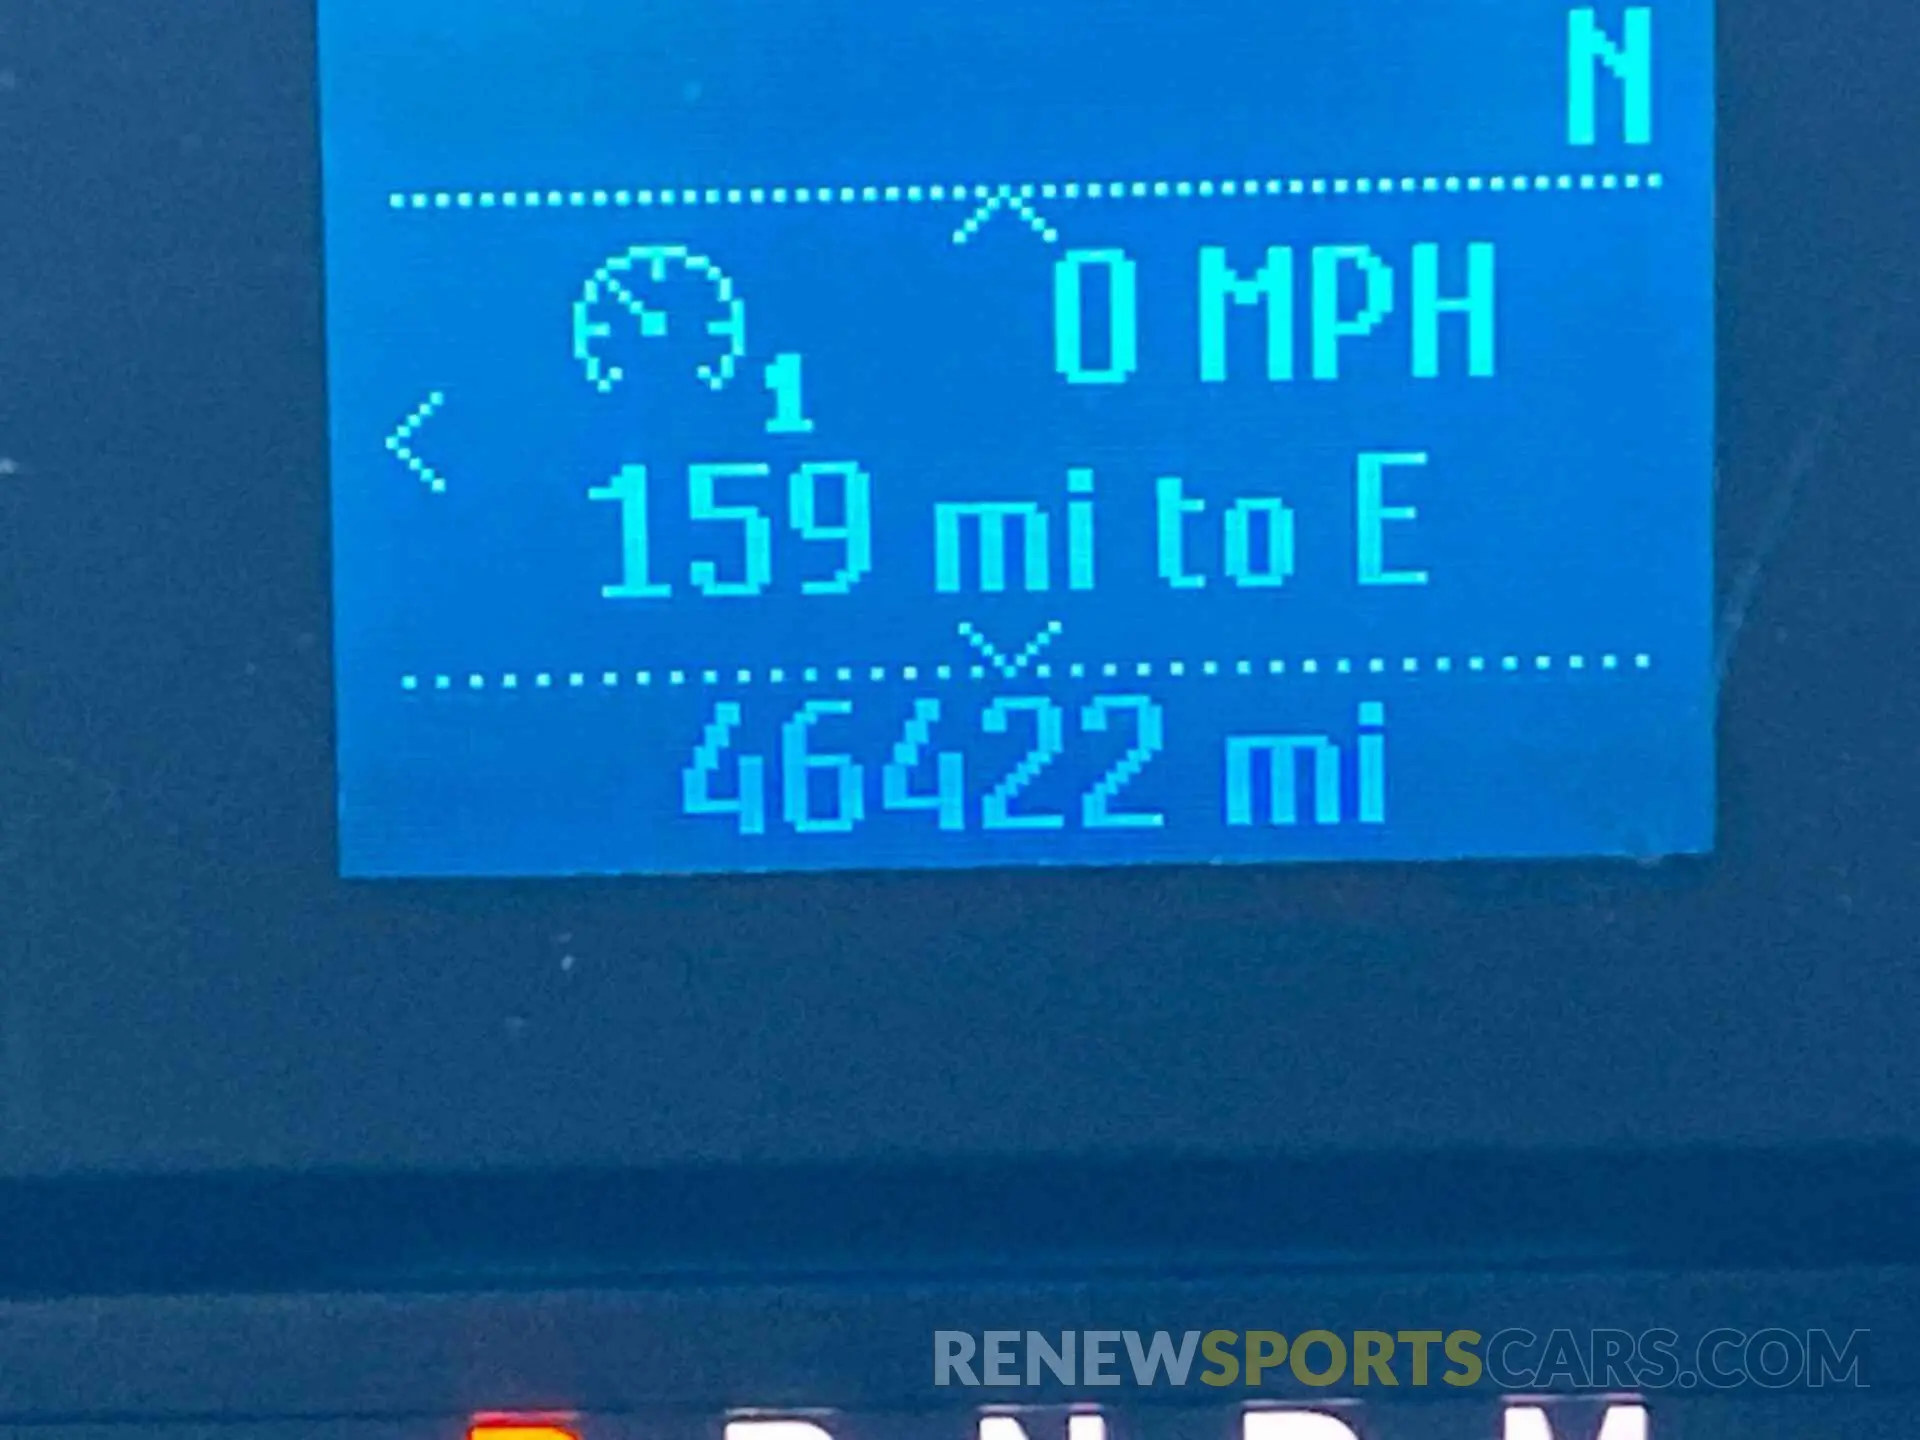 N
0 MPH
1
159 mi to E
46422 mi
RENEWSPORTSCARS.COM